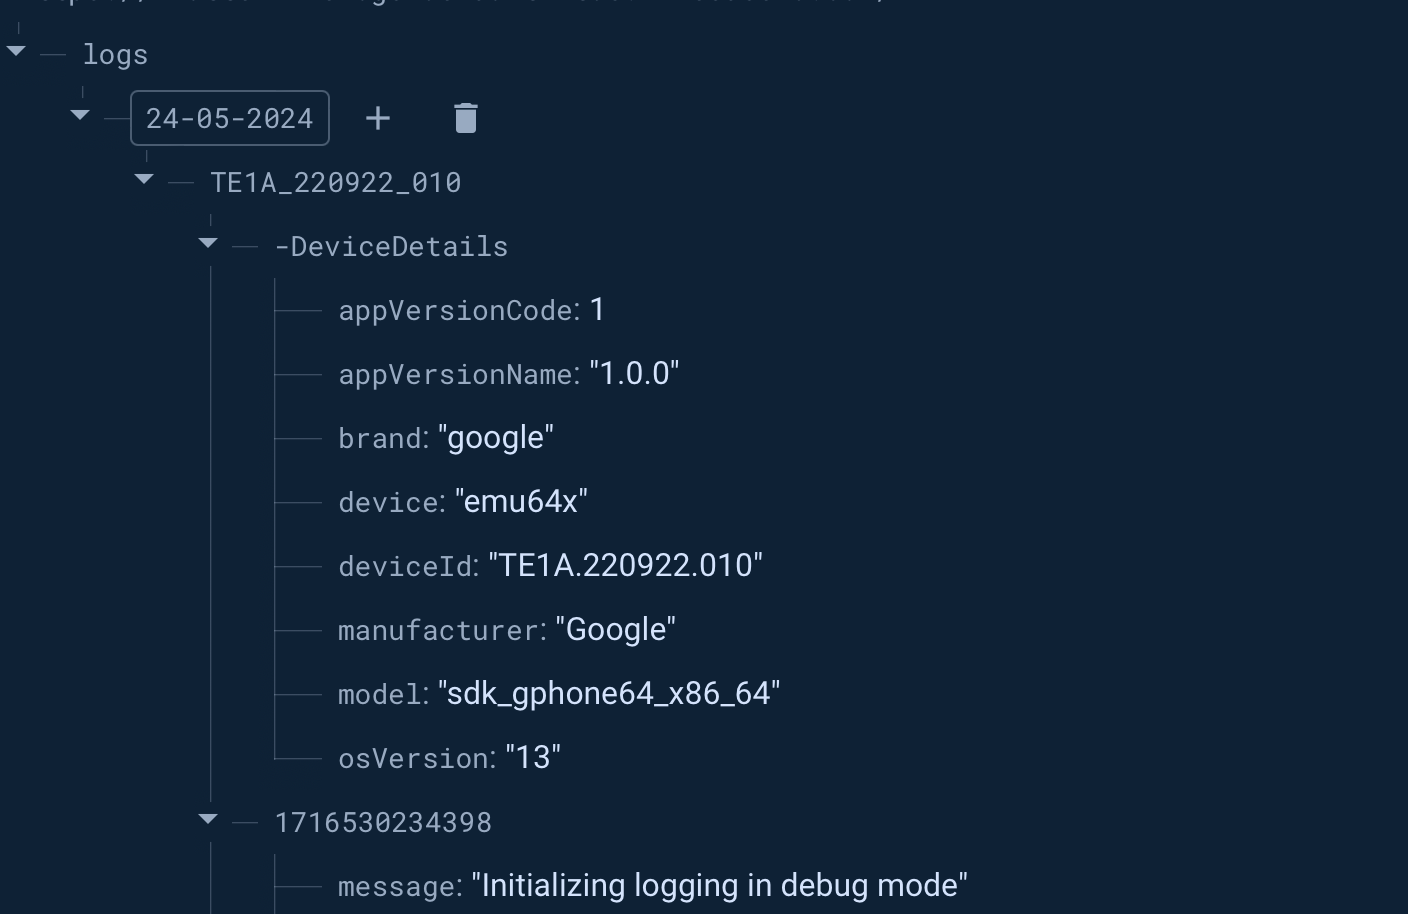 logs
24-05-2024
TE1A_220922_010
-DeviceDetails
appVersionCode: 1
appVersionName: "1.0.0"
brand: "google"
device: "emu64x"
deviceId: "TE1A.220922.010"
manufacturer: "Google"
model: "sdk_gphone64_x86_64"
osVersion: "13"
1716530234398
message: "Initializing logging in debug mode"